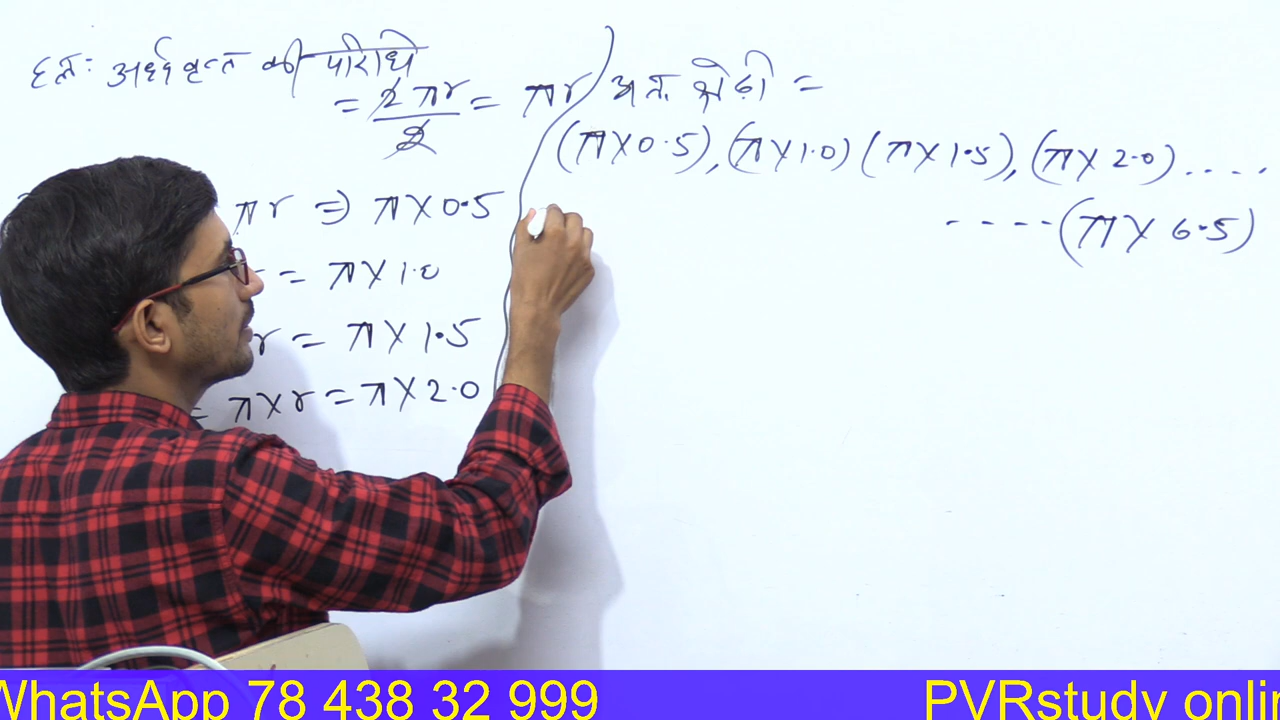 हल: अर्धवृत्त की परिधि
= 2πr/2 = πr
πr ⇒ π×0.5
= π×1.0
r = π×1.5
= π×r = π×2.0
अतः श्रेढ़ी =
(π×0.5), (π×1.0) (π×1.5), (π×2.0) ....
----(π×6.5)
WhatsApp 78 438 32 999
PVRstudy onlin